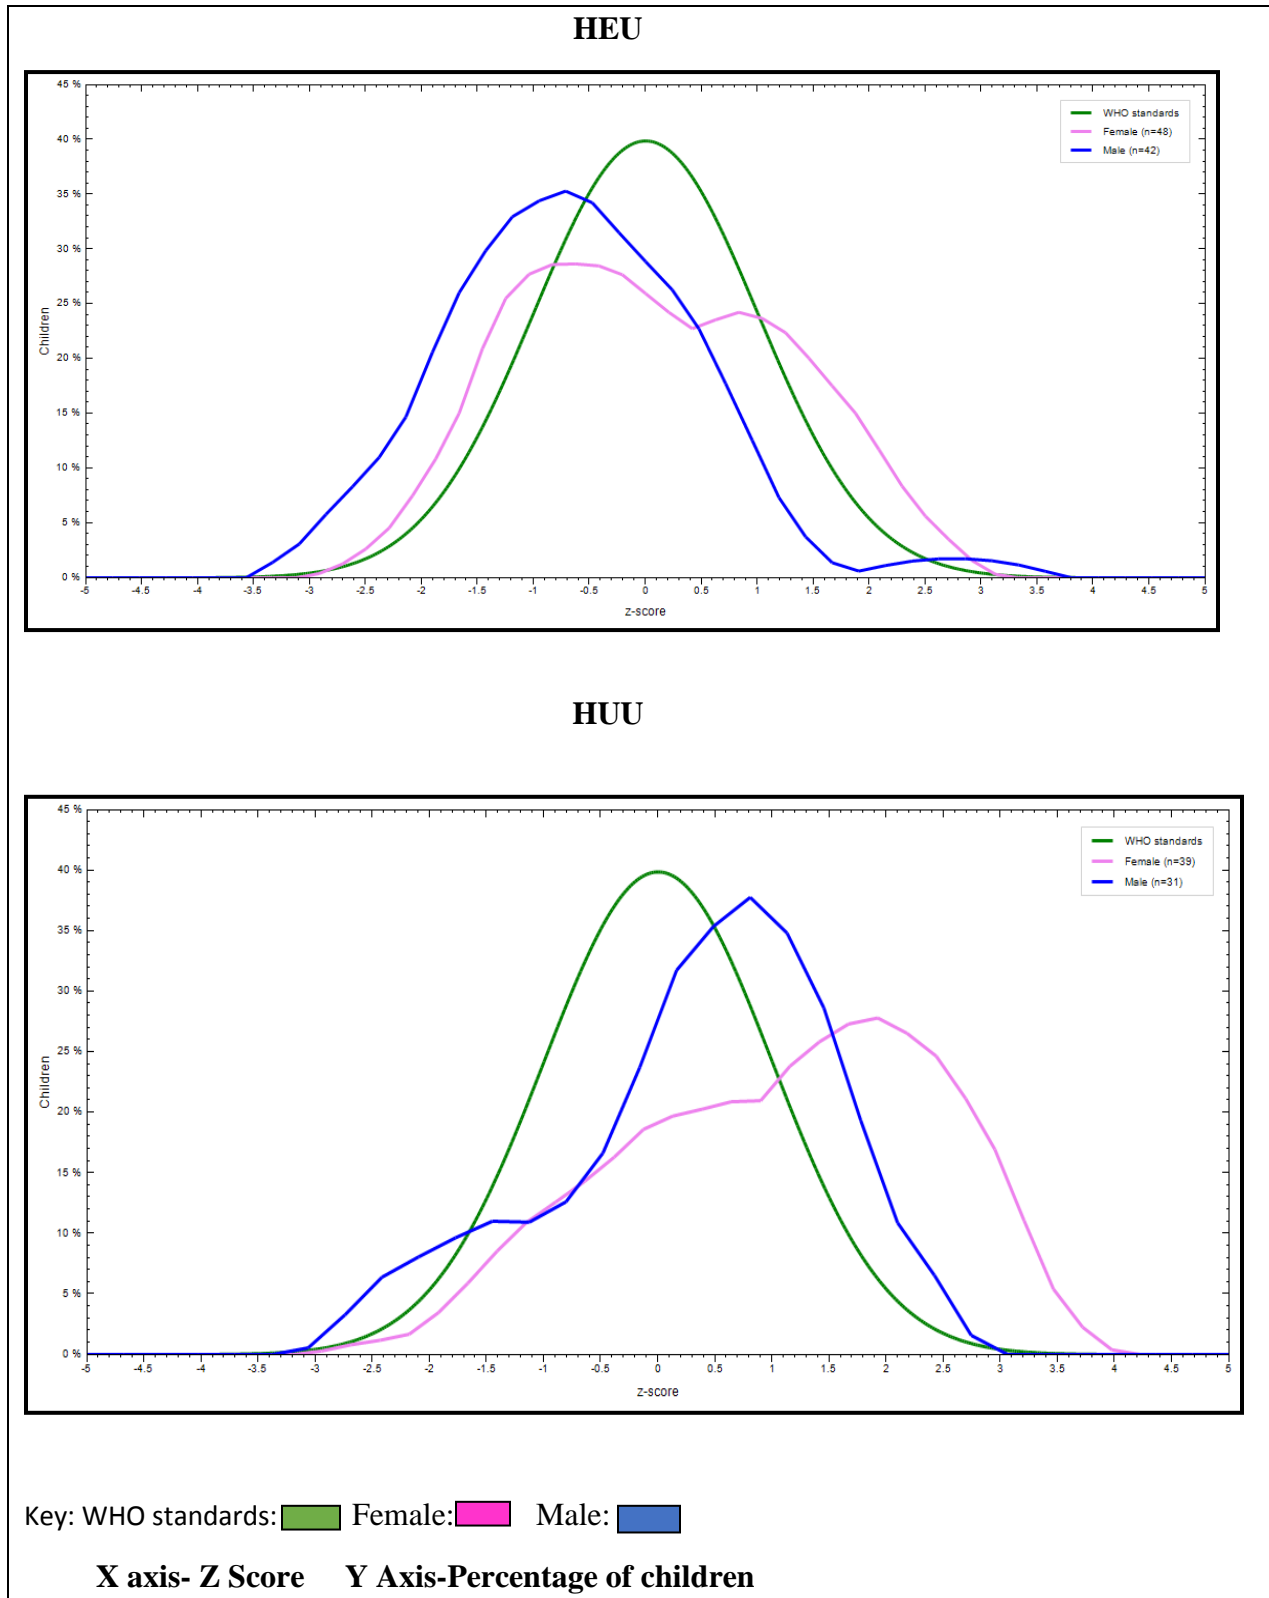 HEU
45 %
40 %
35 %
30 %
25 %
20 %
15 %
10 %
5 %
0 %
Children
WHO standards
Female (n=48)
Male (n=42)
-5 -4.5 -4 -3.5 -3 -2.5 -2 -1.5 -1 -0.5 0 0.5 1 1.5 2 2.5 3 3.5 4 4.5 5
z-score
HUU
45 %
40 %
35 %
30 %
25 %
20 %
15 %
10 %
5 %
0 %
Children
WHO standards
Female (n=39)
Male (n=31)
-5 -4.5 -4 -3.5 -3 -2.5 -2 -1.5 -1 -0.5 0 0.5 1 1.5 2 2.5 3 3.5 4 4.5 5
z-score
Key: WHO standards: Female: Male:
X axis- Z Score Y Axis-Percentage of children